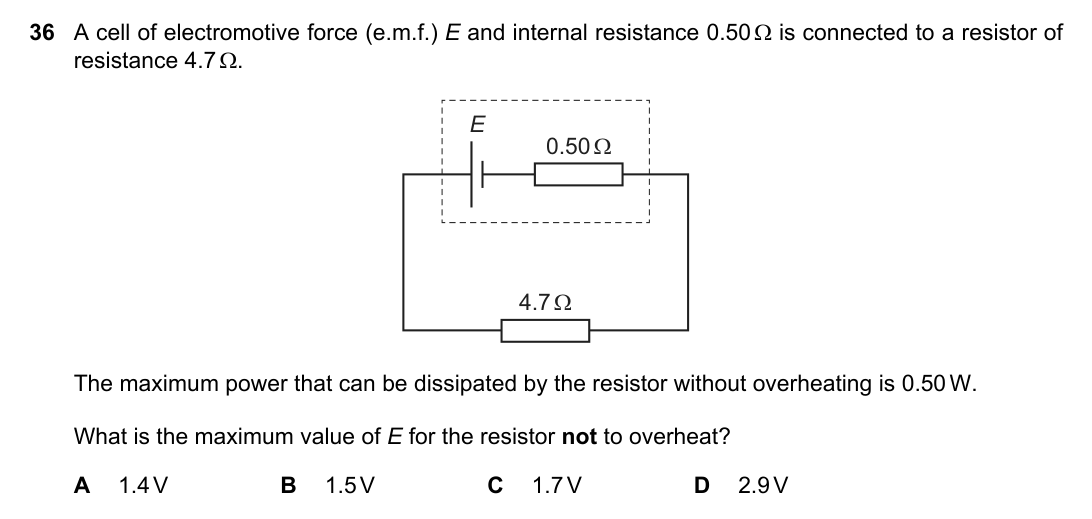 36 A cell of electromotive force (e.m.f.) E and internal resistance 0.50 Ω is connected to a resistor of
resistance 4.7 Ω.
E
0.50 Ω
4.7 Ω
The maximum power that can be dissipated by the resistor without overheating is 0.50 W.
What is the maximum value of E for the resistor not to overheat?
A 1.4 V B 1.5 V C 1.7 V D 2.9 V